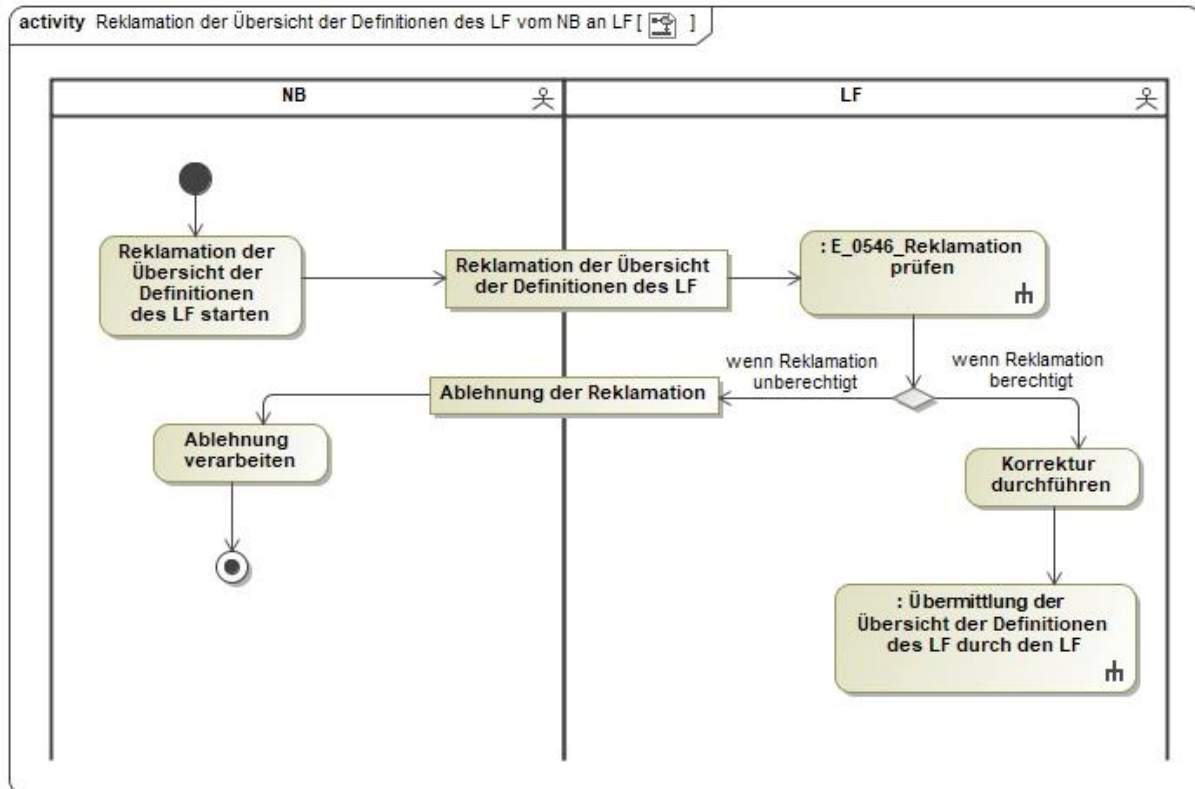 activity Reklamation der Übersicht der Definitionen des LF vom NB an LF [ ]
NB
LF
Reklamation der
Übersicht der
Definitionen
des LF starten
Reklamation der Übersicht
der Definitionen des LF
: E_0546_Reklamation
prüfen
wenn Reklamation
unberechtigt
wenn Reklamation
berechtigt
Ablehnung der Reklamation
Ablehnung
verarbeiten
Korrektur
durchführen
: Übermittlung der
Übersicht der Definitionen
des LF durch den LF